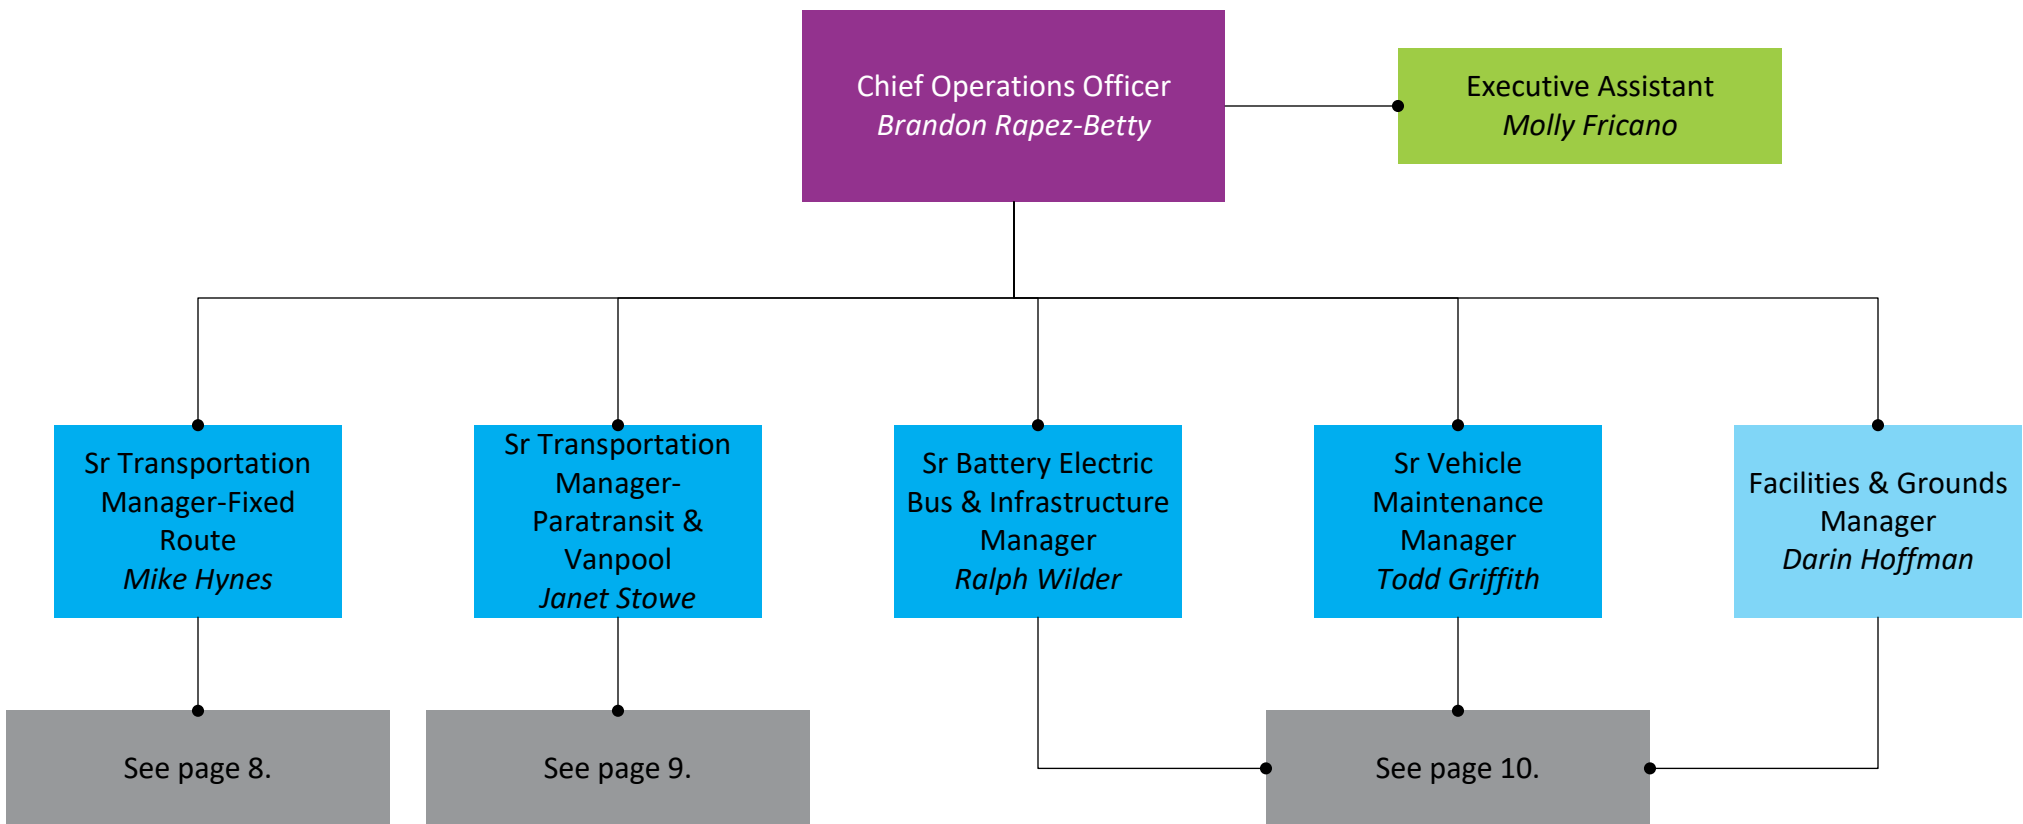 Chief Operations Officer
Brandon Rapez-Betty
Executive Assistant
Molly Fricano
Sr Transportation
Manager-Fixed
Route
Mike Hynes
Sr Transportation
Manager-
Paratransit &
Vanpool
Janet Stowe
Sr Battery Electric
Bus & Infrastructure
Manager
Ralph Wilder
Sr Vehicle
Maintenance
Manager
Todd Griffith
Facilities & Grounds
Manager
Darin Hoffman
See page 8.
See page 9.
See page 10.